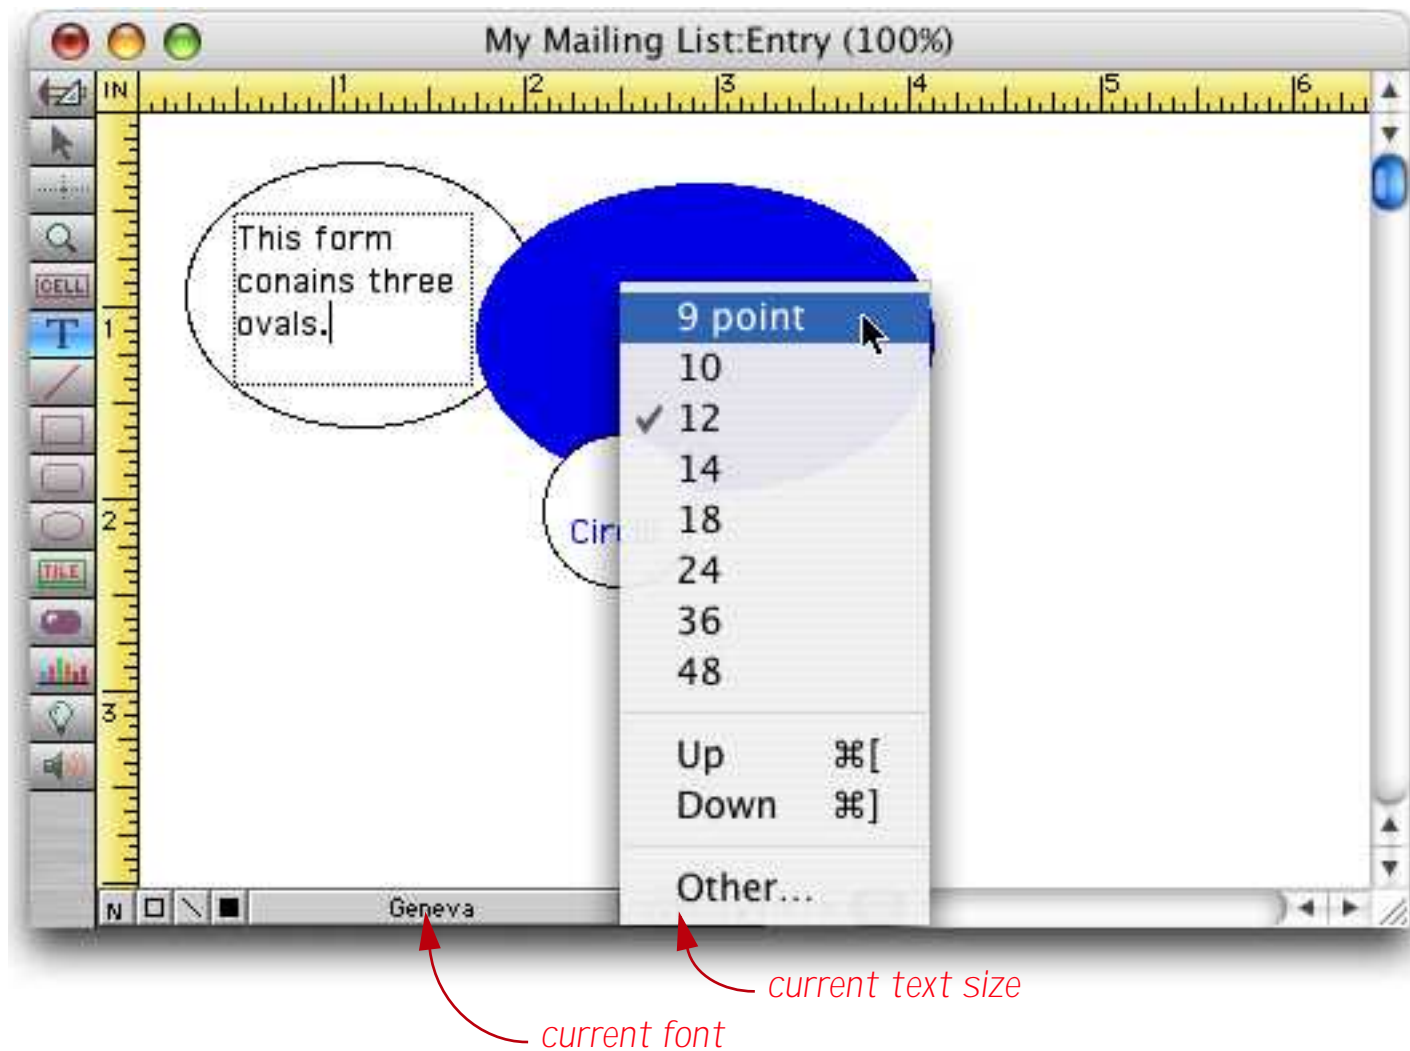 My Mailing List:Entry (100%)
IN 1 2 3 4 5 6
This form
conains three
ovals.
CELL
T
1
9 point
10
12
14
18
24
36
48
2
TILE
3
Up ⌘[
Down ⌘]
Other...
N Geneva
current text size
current font